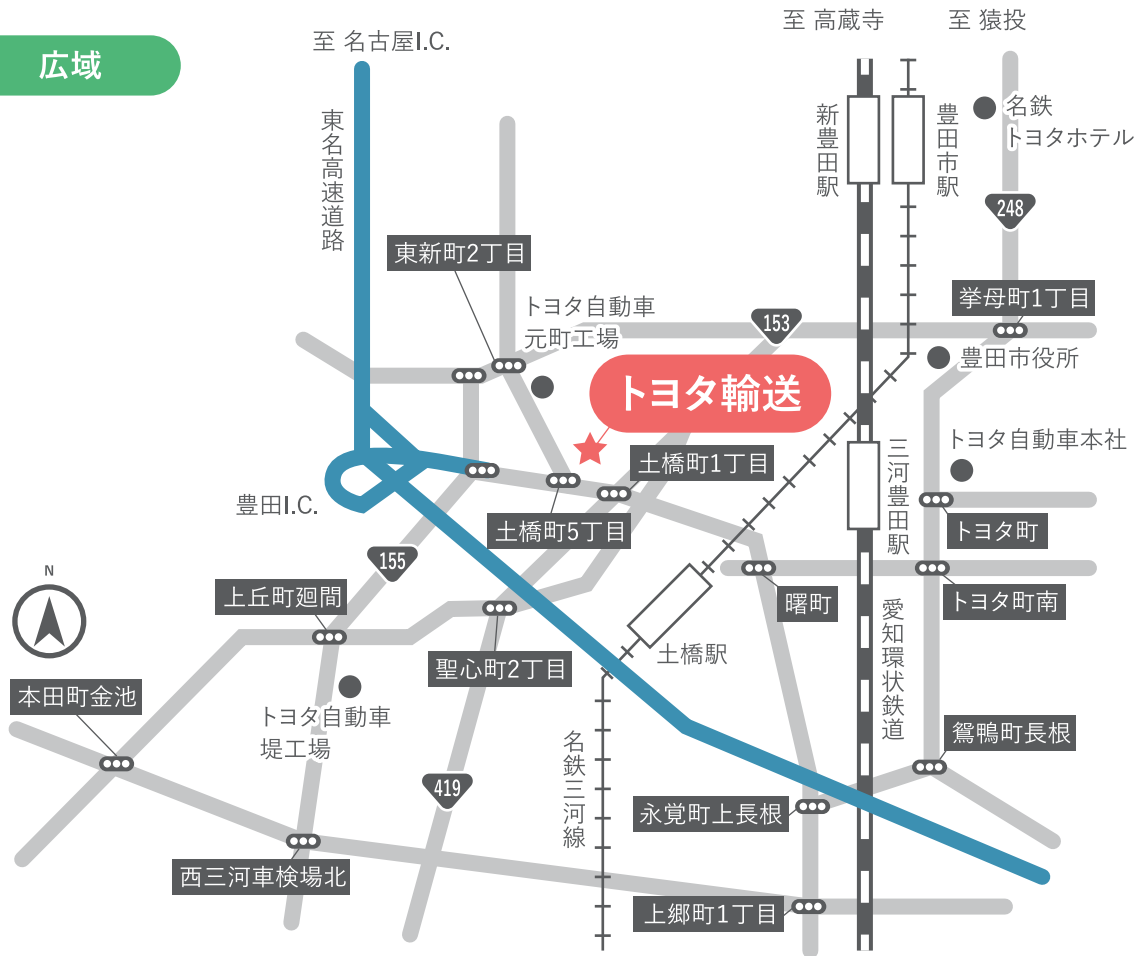 至 高蔵寺
至 猿投
至 名古屋I.C.
広域
東名高速道路
新豊田駅
豊田市駅
名鉄
トヨタホテル
248
東新町2丁目
挙母町1丁目
トヨタ自動車
元町工場
153
豊田市役所
トヨタ輸送
トヨタ自動車本社
土橋町1丁目
三河豊田駅
豊田I.C.
土橋町5丁目
トヨタ町
155
N
上丘町廻間
曙町
トヨタ町南
愛知環状鉄道
土橋駅
聖心町2丁目
本田町金池
トヨタ自動車
堤工場
鴛鴨町長根
名鉄三河線
419
永覚町上長根
西三河車検場北
上郷町1丁目